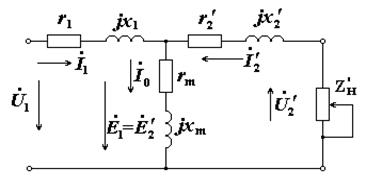 r₁ jx₁ r₂′ jx₂′
İ₁ İ₀ rₘ İ₂′ Z′ₙ
U̇₁ Ė₁=Ė₂′ jxₘ U̇₂′